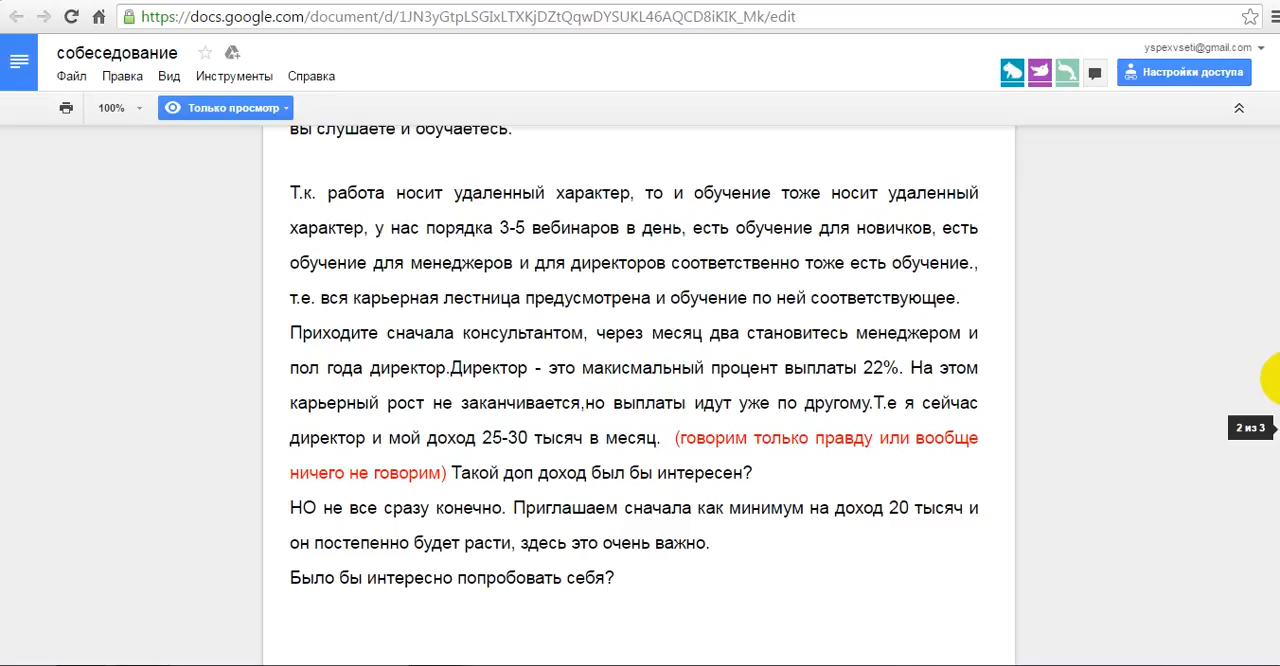 https://docs.google.com/document/d/1JN3yGtpLSGIxLTXKjDZtQqwDYSUKL46AQCD8iKIK_Mk/edit
собеседование
yspexvseti@gmail.com
Файл Правка Вид Инструменты Справка
Настройки доступа
100% Только просмотр
вы слушаете и обучаетесь.
Т.к. работа носит удаленный характер, то и обучение тоже носит удаленный
характер, у нас порядка 3-5 вебинаров в день, есть обучение для новичков, есть
обучение для менеджеров и для директоров соответственно тоже есть обучение.,
т.е. вся карьерная лестница предусмотрена и обучение по ней соответствующее.
Приходите сначала консультантом, через месяц два становитесь менеджером и
пол года директор.Директор - это макисмальный процент выплаты 22%. На этом
карьерный рост не заканчивается,но выплаты идут уже по другому.Т.е я сейчас
директор и мой доход 25-30 тысяч в месяц. (говорим только правду или вообще
ничего не говорим) Такой доп доход был бы интересен?
2 из 3
НО не все сразу конечно. Приглашаем сначала как минимум на доход 20 тысяч и
он постепенно будет расти, здесь это очень важно.
Было бы интересно попробовать себя?